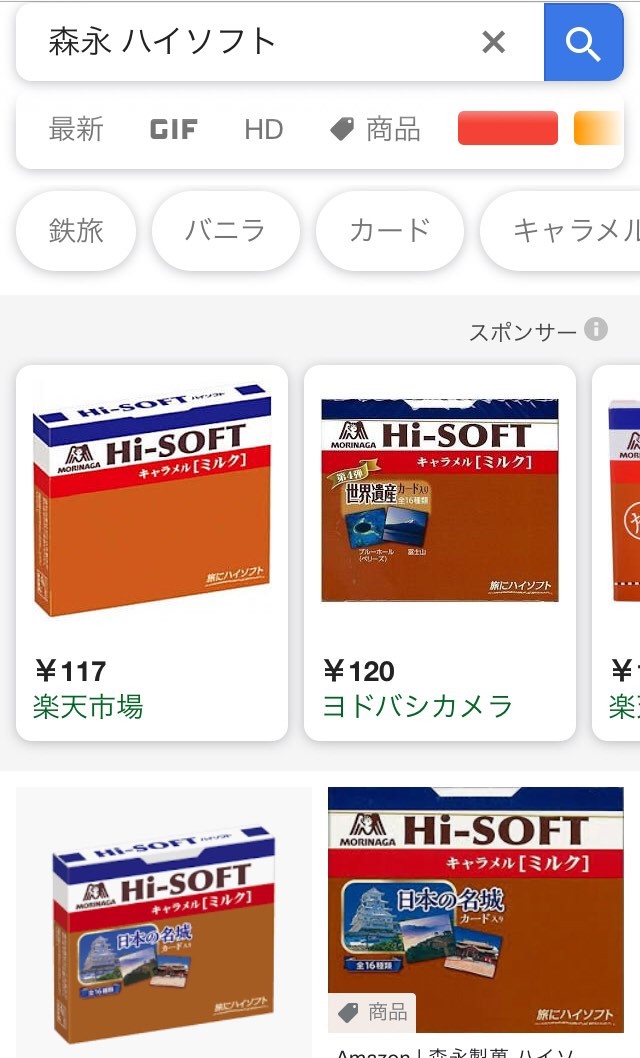 森永 ハイソフト
最新 GIF HD 商品
鉄旅 バニラ カード キャラメル
スポンサー
Hi-SOFT ハイソフト
MORINAGA Hi-SOFT
キャラメル[ミルク]
旅にハイソフト
¥117
楽天市場
MORINAGA Hi-SOFT
キャラメル[ミルク]
第4弾
世界遺産カード入り
全16種類
ブルーホール
(ベリーズ)
富士山
旅にハイソフト
¥120
ヨドバシカメラ
Hi-SOFT ハイソフト
MORINAGA Hi-SOFT
キャラメル[ミルク]
日本の名城
カード入り
全16種類
旅にハイソフト
MORINAGA Hi-SOFT
キャラメル[ミルク]
日本の名城
カード入り
全16種類
旅にハイソフト
商品
Amazon | 森永製菓 ハイソ